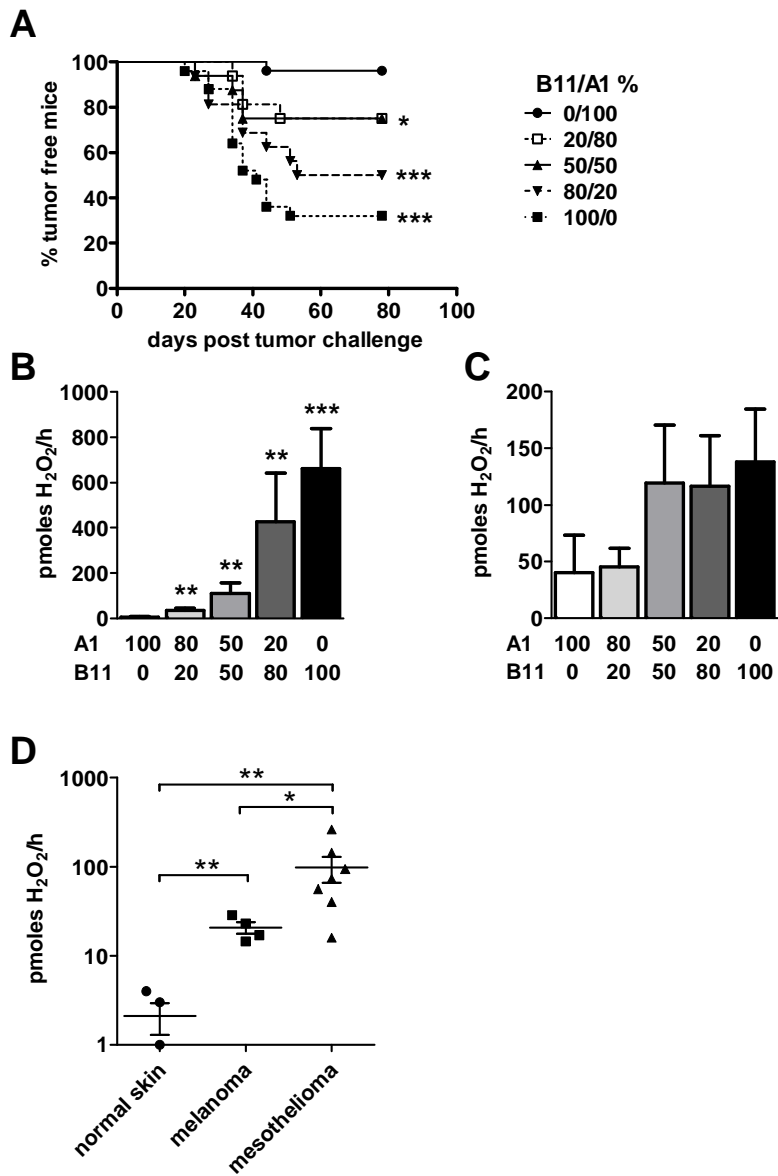 A
% tumor free mice
100
80
60
40
20
0
*
***
***
0 20 40 60 80 100
days post tumor challenge
B11/A1 %
0/100
20/80
50/50
80/20
100/0
B
pmoles H₂O₂/h
1000
800
600
400
200
0
**
**
**
***
A1 100 80 50 20 0
B11 0 20 50 80 100
C
pmoles H₂O₂/h
200
150
100
50
0
A1 100 80 50 20 0
B11 0 20 50 80 100
D
pmoles H₂O₂/h
1000
100
10
1
**
*
**
normal skin
melanoma
mesothelioma